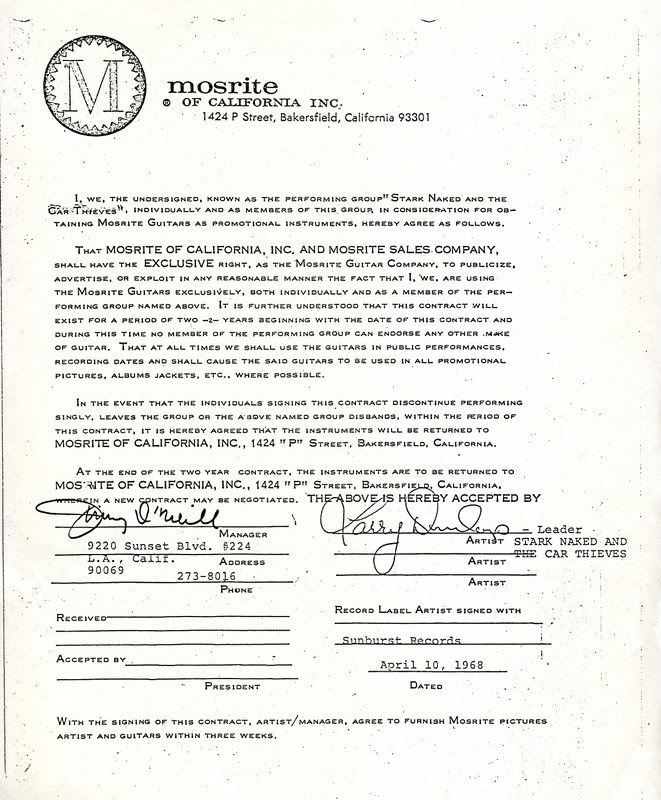 M
mosrite
® OF CALIFORNIA INC.
1424 P Street, Bakersfield, California 93301
I, WE, THE UNDERSIGNED, KNOWN AS THE PERFORMING GROUP" STARK NAKED AND THE
CAR THIEVES", INDIVIDUALLY AND AS MEMBERS OF THIS GROUP, IN CONSIDERATION FOR OB-
TAINING MOSRITE GUITARS AS PROMOTIONAL INSTRUMENTS, HEREBY AGREE AS FOLLOWS.
THAT MOSRITE OF CALIFORNIA, INC. AND MOSRITE SALES COMPANY,
SHALL HAVE THE EXCLUSIVE RIGHT, AS THE MOSRITE GUITAR COMPANY, TO PUBLICIZE,
ADVERTISE, OR EXPLOIT IN ANY REASONABLE MANNER THE FACT THAT I, WE, ARE USING
THE MOSRITE GUITARS EXCLUSIVELY, BOTH INDIVIDUALLY AND AS A MEMBER OF THE PER-
FORMING GROUP NAMED ABOVE. IT IS FURTHER UNDERSTOOD THAT THIS CONTRACT WILL
EXIST FOR A PERIOD OF TWO -2- YEARS BEGINNING WITH THE DATE OF THIS CONTRACT AND
DURING THIS TIME NO MEMBER OF THE PERFORMING GROUP CAN ENDORSE ANY OTHER MAKE
OF GUITAR. THAT AT ALL TIMES WE SHALL USE THE GUITARS IN PUBLIC PERFORMANCES,
RECORDING DATES AND SHALL CAUSE THE SAID GUITARS TO BE USED IN ALL PROMOTIONAL
PICTURES, ALBUMS JACKETS, ETC., WHERE POSSIBLE.
IN THE EVENT THAT THE INDIVIDUALS SIGNING THIS CONTRACT DISCONTINUE PERFORMING
SINGLY, LEAVES THE GROUP OR THE ABOVE NAMED GROUP DISBANDS, WITHIN THE PERIOD OF
THIS CONTRACT, IT IS HEREBY AGREED THAT THE INSTRUMENTS WILL BE RETURNED TO
MOSRITE OF CALIFORNIA, INC., 1424 "P" STREET, BAKERSFIELD, CALIFORNIA.
AT THE END OF THE TWO YEAR CONTRACT, THE INSTRUMENTS ARE TO BE RETURNED TO
MOSRITE OF CALIFORNIA, INC., 1424 "P" STREET, BAKERSFIELD, CALIFORNIA
WHEREIN A NEW CONTRACT MAY BE NEGOTIATED. THE ABOVE IS HEREBY ACCEPTED BY
O'Neill
Larry Dunlap – Leader
MANAGER
ARTIST STARK NAKED AND
9220 Sunset Blvd. #224
THE CAR THIEVES
L.A., Calif. ADDRESS
ARTIST
90069 273-8016
PHONE
ARTIST
RECEIVED
RECORD LABEL ARTIST SIGNED WITH
Sunburst Records
ACCEPTED BY
April 10, 1968
PRESIDENT
DATED
WITH THE SIGNING OF THIS CONTRACT, ARTIST/MANAGER, AGREE TO FURNISH MOSRITE PICTURES
ARTIST AND GUITARS WITHIN THREE WEEKS.